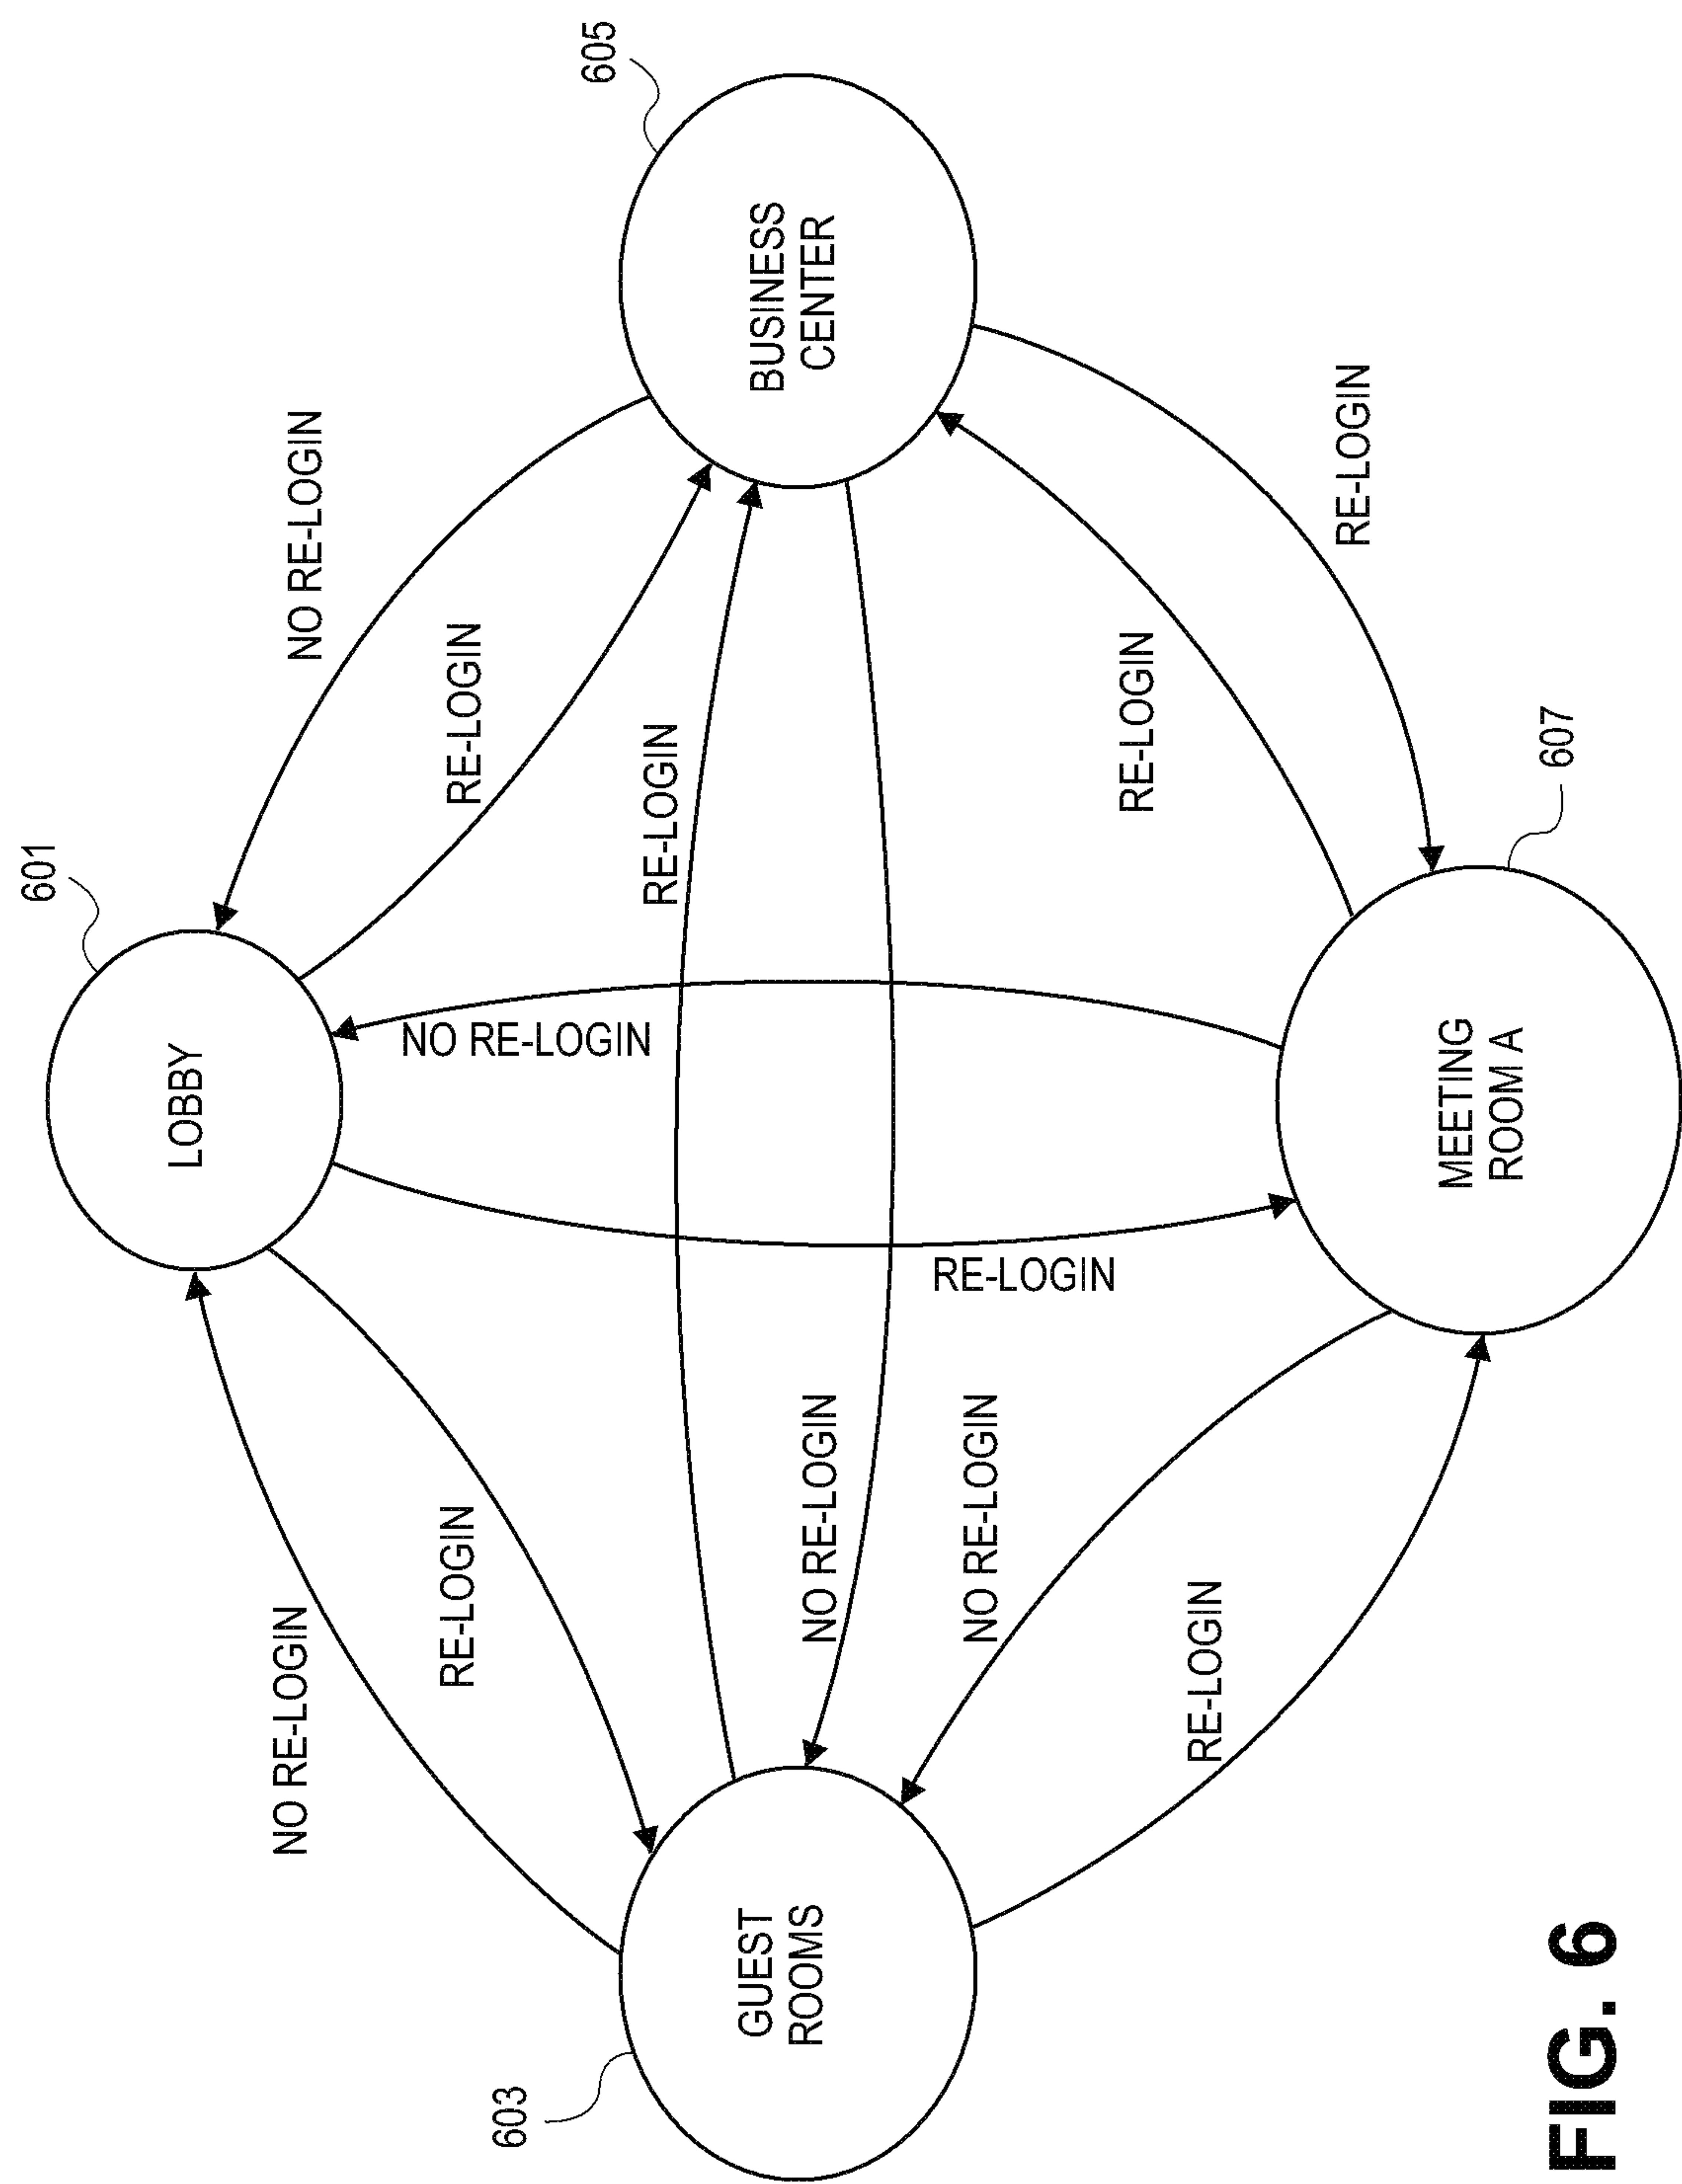 601
LOBBY
NO RE-LOGIN
RE-LOGIN
NO RE-LOGIN
RE-LOGIN
603
GUEST
ROOMS
RE-LOGIN
NO RE-LOGIN
605
BUSINESS
CENTER
NO RE-LOGIN
RE-LOGIN
NO RE-LOGIN
RE-LOGIN
RE-LOGIN
RE-LOGIN
MEETING
ROOM A
607
FIG. 6